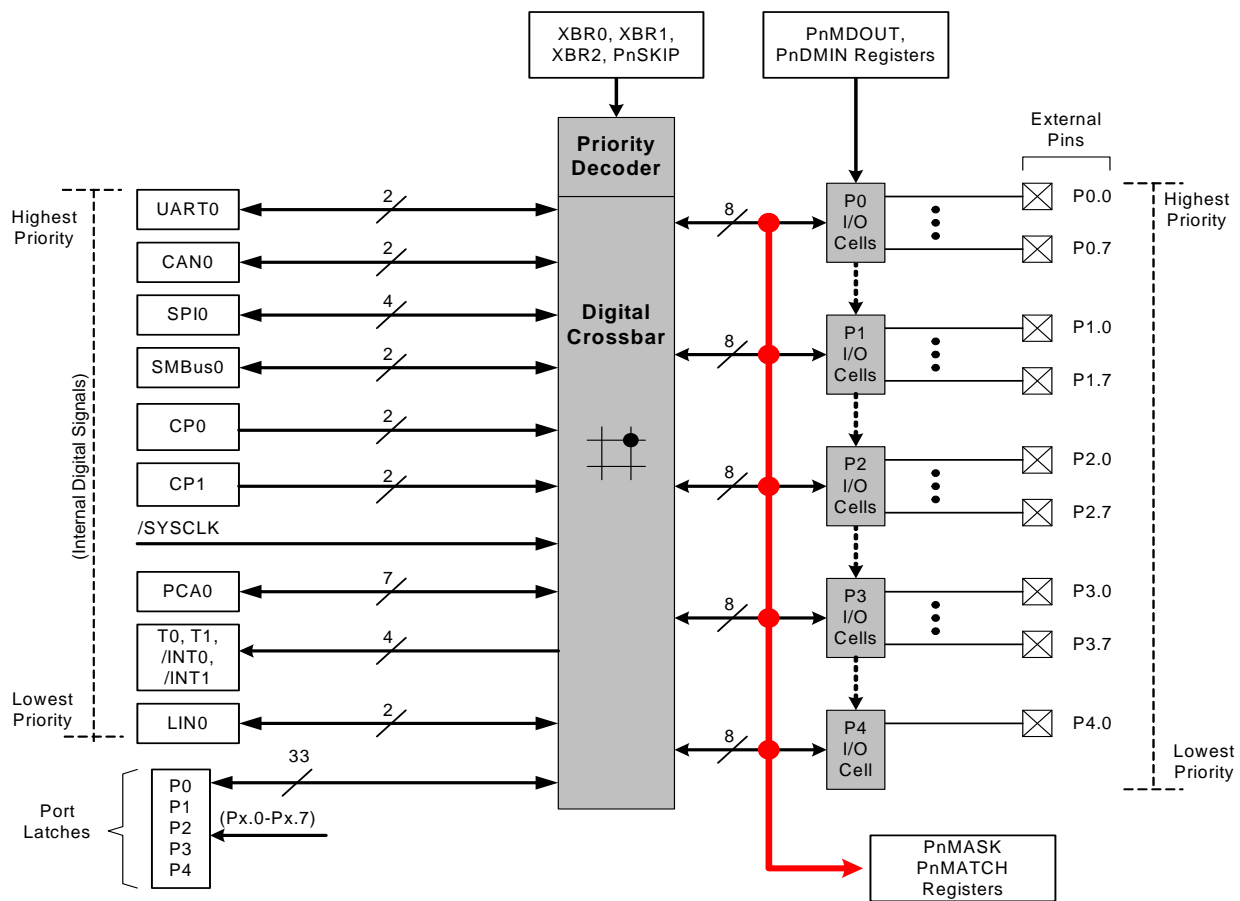 XBR0, XBR1,
XBR2, PnSKIP
PnMDOUT,
PnDMIN Registers
External
Pins
Priority
Decoder
Highest
Priority
UART0
2
8
P0
I/O
Cells
P0.0
P0.7
Highest
Priority
CAN0
2
SPI0
4
Digital
Crossbar
8
P1
I/O
Cells
P1.0
P1.7
SMBus0
2
(Internal Digital Signals)
CP0
2
CP1
2
8
P2
I/O
Cells
P2.0
P2.7
/SYSCLK
PCA0
7
8
P3
I/O
Cells
P3.0
P3.7
T0, T1,
/INT0,
/INT1
4
Lowest
Priority
LIN0
2
8
P4
I/O
Cell
P4.0
Lowest
Priority
33
Port
Latches
P0
P1
P2
P3
P4
(Px.0-Px.7)
PnMASK
PnMATCH
Registers